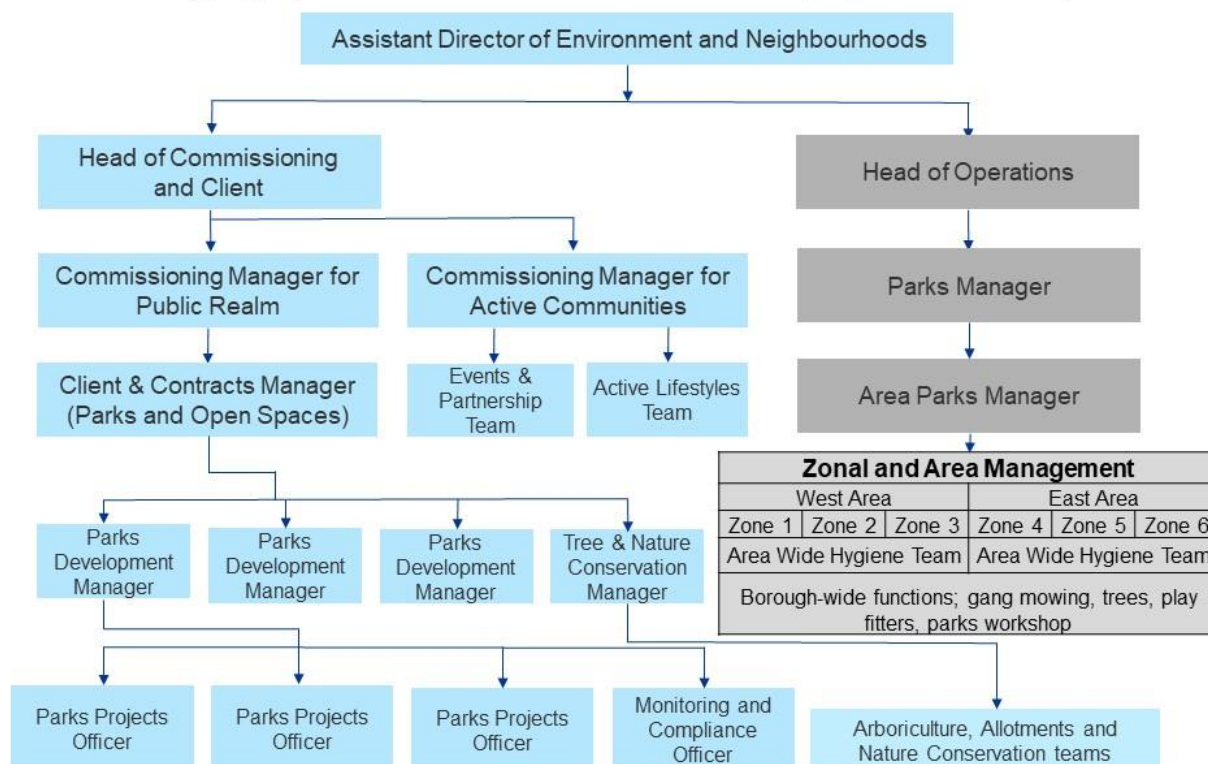 Assistant Director of Environment and Neighbourhoods
Head of Commissioning
and Client
Head of Operations
Commissioning Manager for
Public Realm
Commissioning Manager for
Active Communities
Parks Manager
Client & Contracts Manager
(Parks and Open Spaces)
Events &
Partnership
Team
Active Lifestyles
Team
Area Parks Manager
Zonal and Area Management
West Area
East Area
Zone 1
Zone 2
Zone 3
Zone 4
Zone 5
Zone 6
Area Wide Hygiene Team
Area Wide Hygiene Team
Borough-wide functions; gang mowing, trees, play
fitters, parks workshop
Parks
Development
Manager
Parks
Development
Manager
Parks
Development
Manager
Tree & Nature
Conservation
Manager
Parks Projects
Officer
Parks Projects
Officer
Parks Projects
Officer
Monitoring and
Compliance
Officer
Arboriculture, Allotments and
Nature Conservation teams